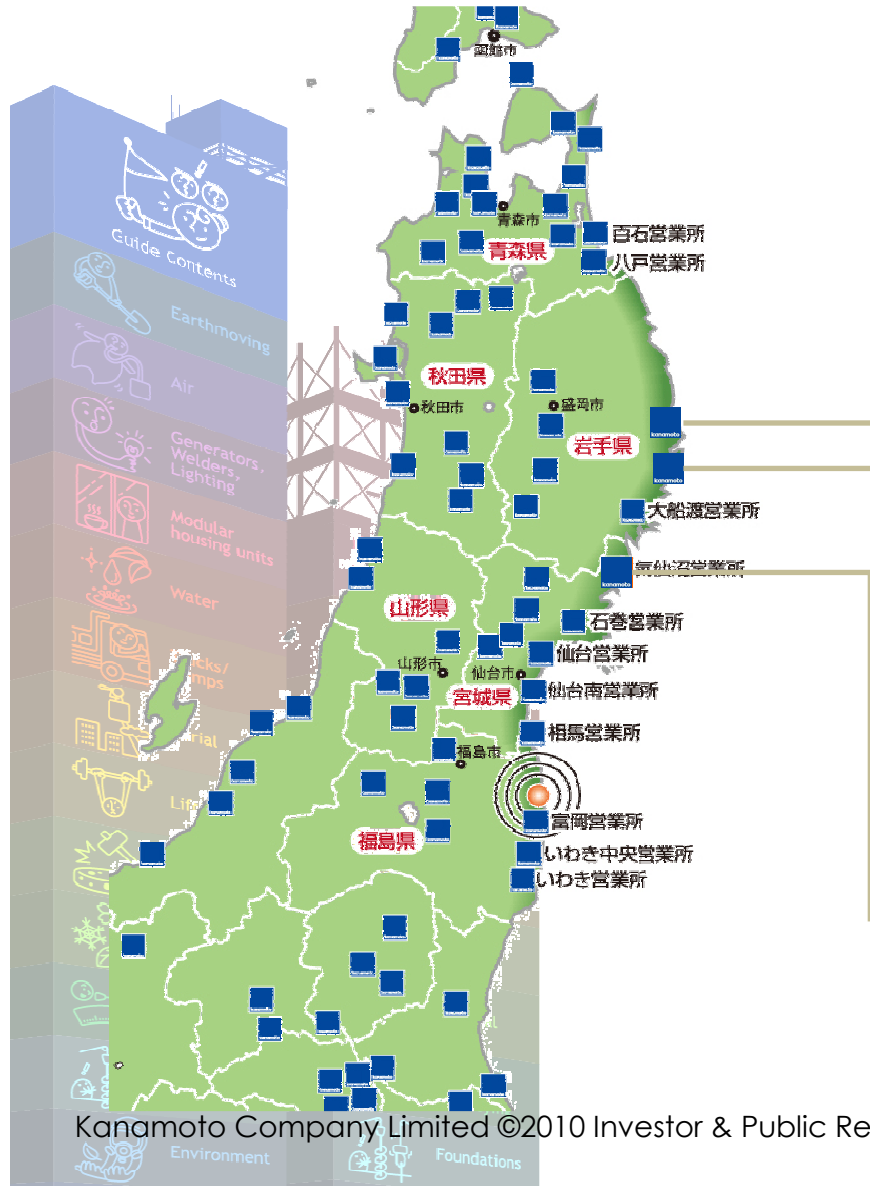 函館市
青森市
百石営業所
青森県
八戸営業所
Guide Contents
Earthmoving
Air
秋田県
秋田市
盛岡市
kanamoto
岩手県
Generators,
Welders,
Lighting
kanamoto
大船渡営業所
Modular
housing units
気仙沼営業所
kanamoto
Water
山形県
石巻営業所
仙台営業所
山形市
仙台市
仙台南営業所
宮城県
相馬営業所
福島市
富岡営業所
福島県
いわき中央営業所
いわき営業所
Kanamoto Company Limited ©2010 Investor & Public Re
Environment
Foundations